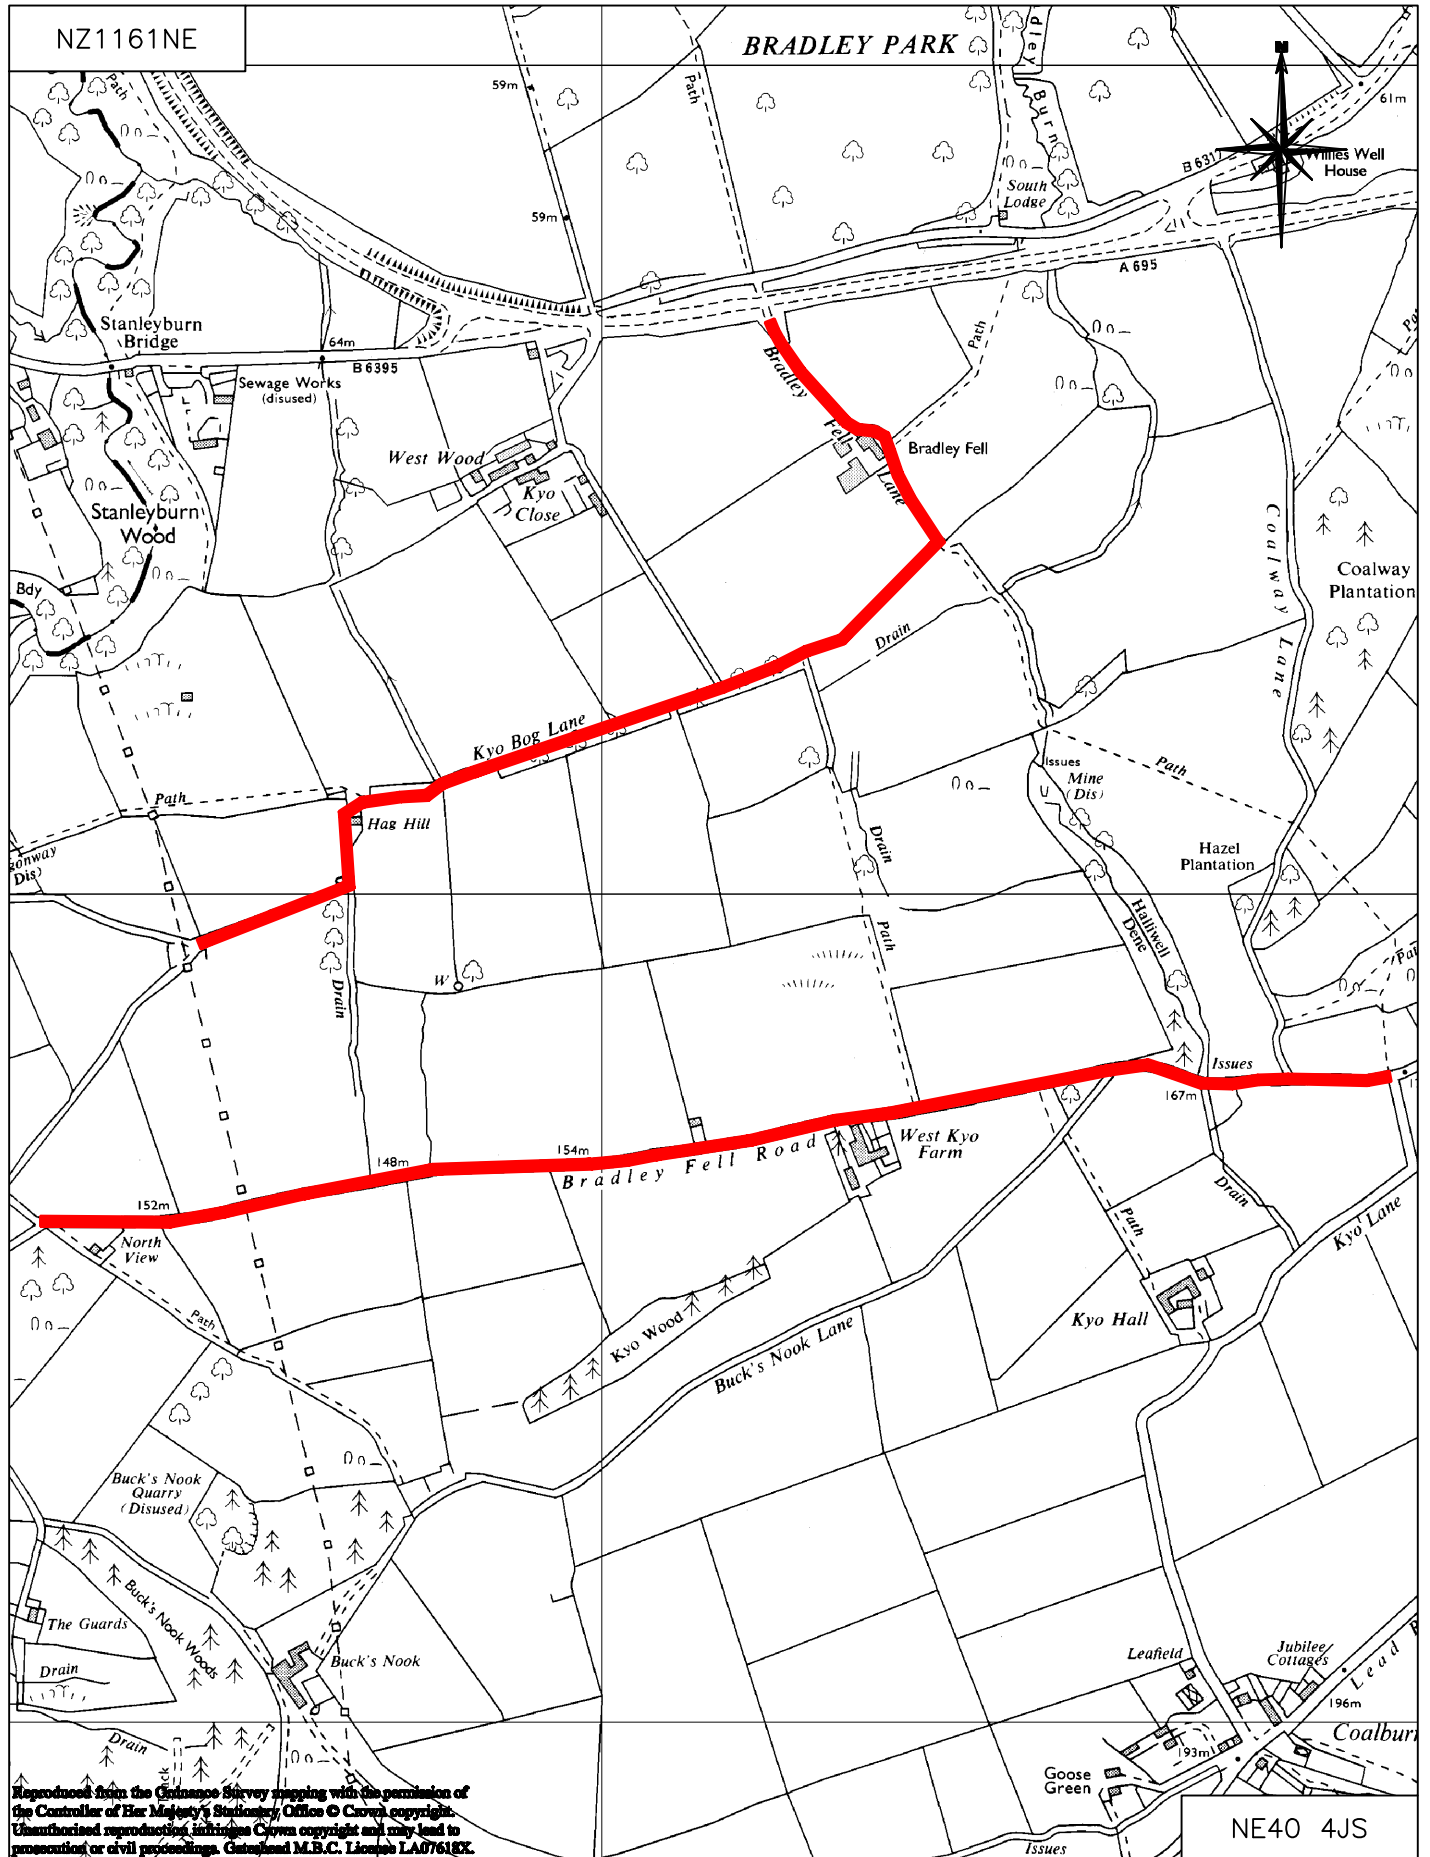 NZ1161NE
BRADLEY PARK
Path
59m
Path
Burn
61m
B 6317
Willies Well
House
South
Lodge
59m
A 695
Stanleyburn
Bridge
64m
B 6395
Sewage Works
(disused)
Path
Bradley
Fell
Lane
Bradley Fell
West Wood
Kyo
Close
Stanleyburn
Wood
Coalway
Lane
Coalway
Plantation
Bdy
Drain
Kyo Bog Lane
Issues
Mine
(Dis)
Path
Path
Hag Hill
Drain
Hazel
Plantation
Dis)
Halliwell
Dene
Path
W
Drain
Issues
167m
West Kyo
Farm
154m
Bradley Fell Road
148m
152m
North
View
Path
Drain
Kyo Lane
Path
Kyo Wood
Kyo Hall
Buck's Nook Lane
Buck's Nook
Quarry
(Disused)
Buck's Nook Woods
The Guards
Buck's Nook
Drain
Leafield
Jubilee
Cottages
Lead
196m
193m
Drain
Goose
Green
Issues
Reproduced from the Ordnance Survey mapping with the permission of
the Controller of Her Majesty's Stationery Office © Crown copyright.
Unauthorised reproduction infringes Crown copyright and may lead to
prosecution or civil proceedings. Gateshead M.B.C. License LA07618X.
NE40 4JS